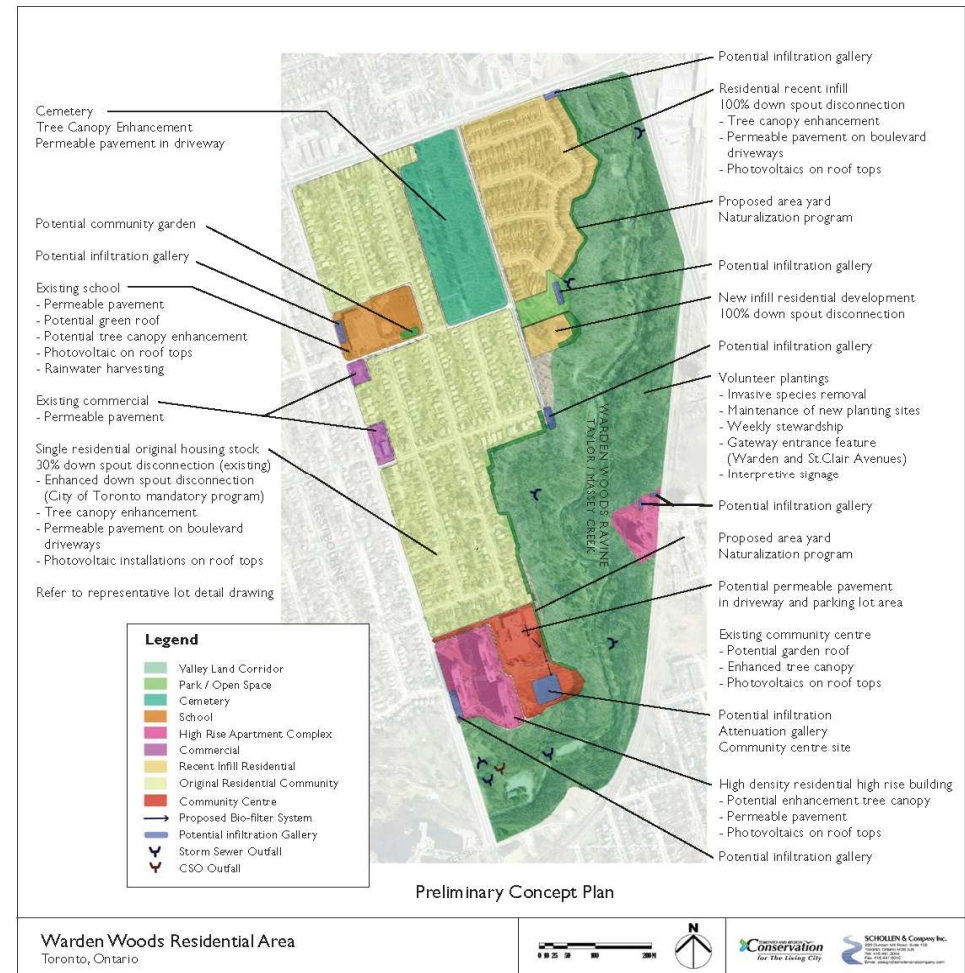 Cemetery
Tree Canopy Enhancement
Permeable pavement in driveway
Potential community garden
Potential infiltration gallery
Existing school
- Permeable pavement
- Potential green roof
- Potential tree canopy enhancement
- Photovoltaic on roof tops
- Rainwater harvesting
Existing commercial
- Permeable pavement
Single residential original housing stock
30% down spout disconnection (existing)
- Enhanced down spout disconnection
(City of Toronto mandatory program)
- Tree canopy enhancement
- Permeable pavement on boulevard
driveways
- Photovoltaic installations on roof tops
Refer to representative lot detail drawing
Legend
Valley Land Corridor
Park / Open Space
Cemetery
School
High Rise Apartment Complex
Commercial
Recent Infill Residential
Original Residential Community
Community Centre
Proposed Bio-filter System
Potential infiltration Gallery
Storm Sewer Outfall
CSO Outfall
WARDEN WOODS RAVINE
TAYLOR / MASSEY CREEK
Potential infiltration gallery
Residential recent infill
100% down spout disconnection
- Tree canopy enhancement
- Permeable pavement on boulevard
driveways
- Photovoltaics on roof tops
Proposed area yard
Naturalization program
Potential infiltration gallery
New infill residential development
100% down spout disconnection
Potential infiltration gallery
Volunteer plantings
- Invasive species removal
- Maintenance of new planting sites
- Weekly stewardship
- Gateway entrance feature
(Warden and St.Clair Avenues)
- Interpretive signage
Potential infiltration gallery
Proposed area yard
Naturalization program
Potential permeable pavement
in driveway and parking lot area
Existing community centre
- Potential garden roof
- Enhanced tree canopy
- Photovoltaics on roof tops
Potential infiltration
Attenuation gallery
Community centre site
High density residential high rise building
- Potential enhancement tree canopy
- Permeable pavement
- Photovoltaics on roof tops
Potential infiltration gallery
Preliminary Concept Plan
Warden Woods Residential Area
Toronto, Ontario
0 10 25 50 100 200M
N
TORONTO AND REGION
Conservation
for The Living City
SCHOLLEN & Company Inc.